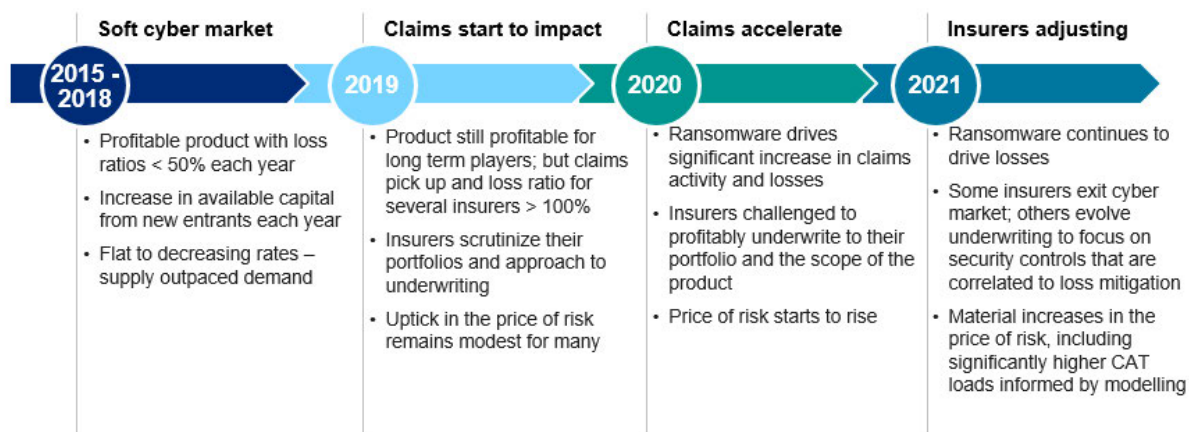 Soft cyber market
2015 -
2018
• Profitable product with loss
ratios < 50% each year
• Increase in available capital
from new entrants each year
• Flat to decreasing rates –
supply outpaced demand
Claims start to impact
2019
• Product still profitable for
long term players; but claims
pick up and loss ratio for
several insurers > 100%
• Insurers scrutinize their
portfolios and approach to
underwriting
• Uptick in the price of risk
remains modest for many
Claims accelerate
2020
• Ransomware drives
significant increase in claims
activity and losses
• Insurers challenged to
profitably underwrite to their
portfolio and the scope of the
product
• Price of risk starts to rise
Insurers adjusting
2021
• Ransomware continues to
drive losses
• Some insurers exit cyber
market; others evolve
underwriting to focus on
security controls that are
correlated to loss mitigation
• Material increases in the
price of risk, including
significantly higher CAT
loads informed by modelling